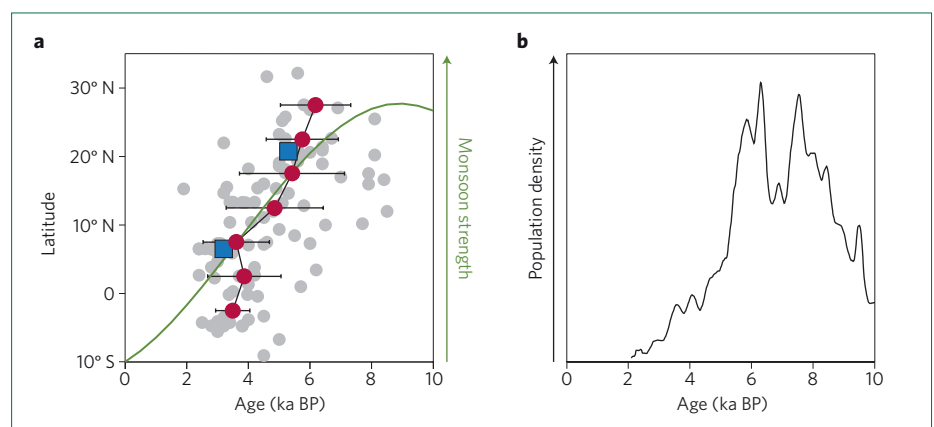 a
30° N
20° N
10° N
0
10° S
Latitude
0 2 4 6 8 10
Age (ka BP)
Monsoon strength
b
Population density
0 2 4 6 8 10
Age (ka BP)